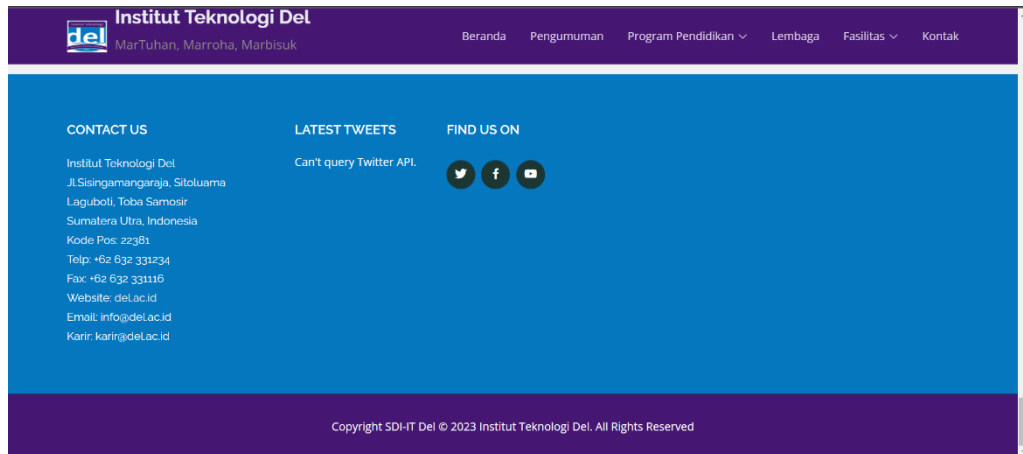 Institut Teknologi Del
del
MarTuhan, Marroha, Marbisuk
Beranda Pengumuman Program Pendidikan Lembaga Fasilitas Kontak
CONTACT US
Institut Teknologi Del
Jl.Sisingamangaraja, Sitoluama
Laguboti, Toba Samosir
Sumatera Utra, Indonesia
Kode Pos: 22381
Telp: +62 632 331234
Fax: +62 632 331116
Website: del.ac.id
Email: info@del.ac.id
Karir: karir@del.ac.id
LATEST TWEETS
Can't query Twitter API.
FIND US ON
Copyright SDI-IT Del © 2023 Institut Teknologi Del. All Rights Reserved